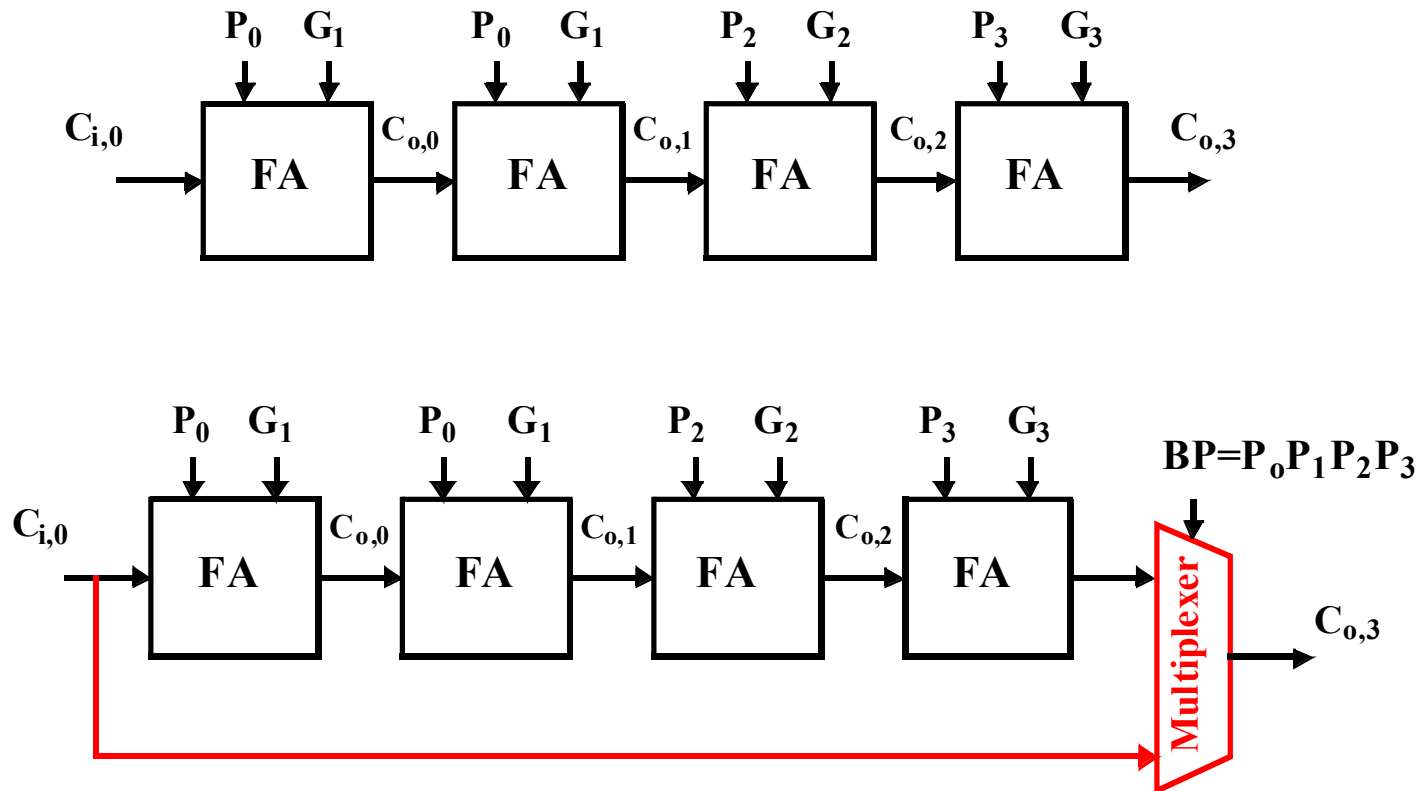 P0 G1 P0 G1 P2 G2 P3 G3
Ci,0 Co,0 Co,1 Co,2 Co,3
FA FA FA FA
P0 G1 P0 G1 P2 G2 P3 G3
BP=PoP1P2P3
Ci,0 Co,0 Co,1 Co,2
FA FA FA FA
Multiplexer
Co,3